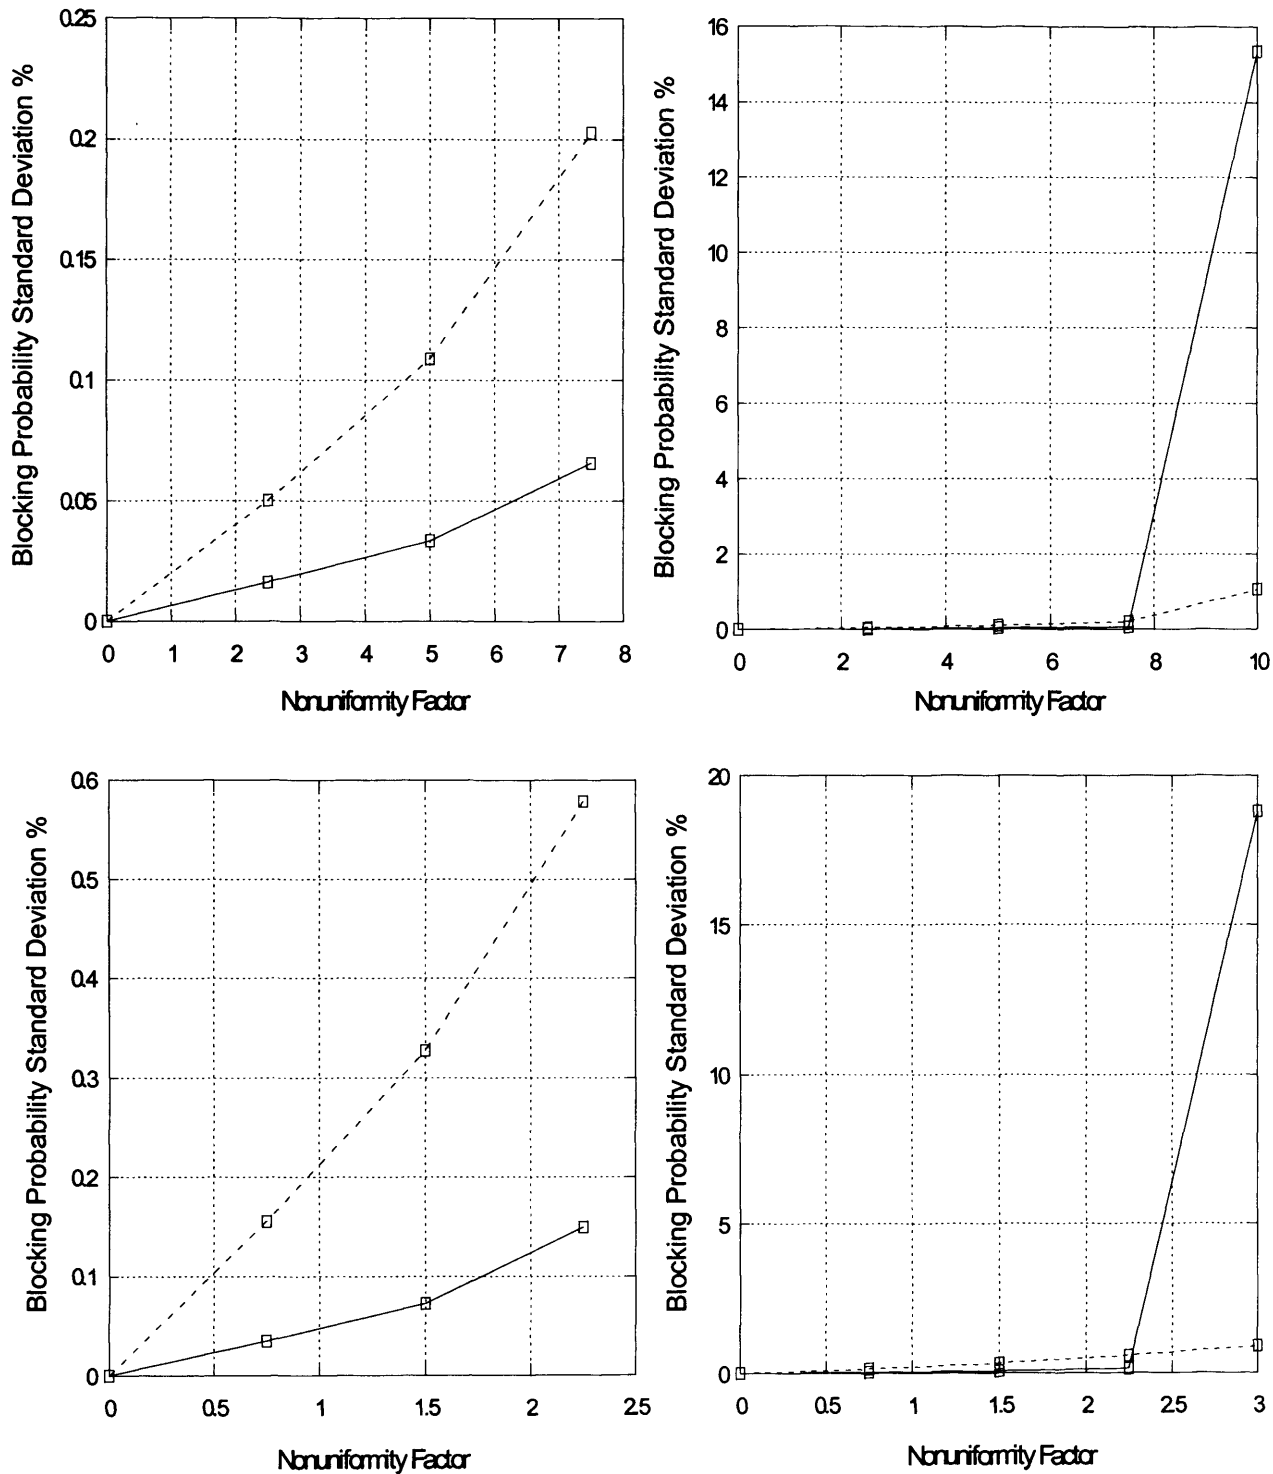 Blocking Probability Standard Deviation %
0.25
0.2
0.15
0.1
0.05
0
0 1 2 3 4 5 6 7 8
Nonuniformity Factor
Blocking Probability Standard Deviation %
16
14
12
10
8
6
4
2
0
0 2 4 6 8 10
Nonuniformity Factor
Blocking Probability Standard Deviation %
0.6
0.5
0.4
0.3
0.2
0.1
0
0 0.5 1 1.5 2 2.5
Nonuniformity Factor
Blocking Probability Standard Deviation %
20
15
10
5
0
0 0.5 1 1.5 2 2.5 3
Nonuniformity Factor